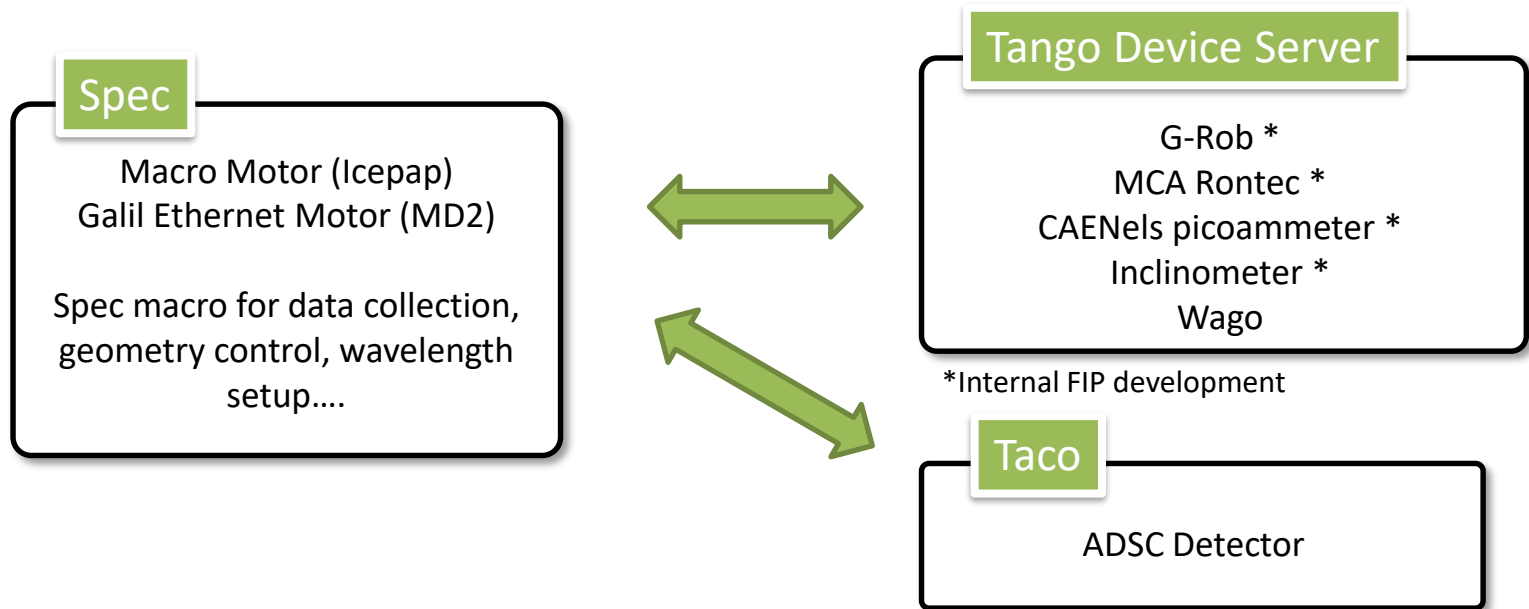 Spec
Macro Motor (Icepap)
Galil Ethernet Motor (MD2)
Spec macro for data collection,
geometry control, wavelength
setup....
Tango Device Server
G-Rob *
MCA Rontec *
CAENels picoammeter *
Inclinometer *
Wago
*Internal FIP development
Taco
ADSC Detector